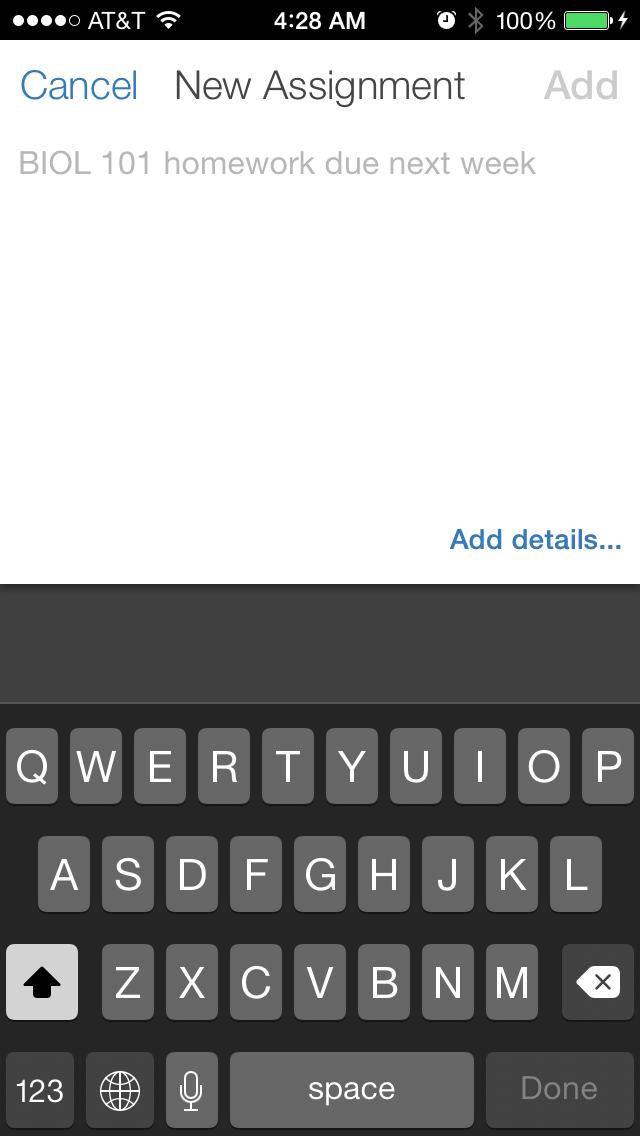 AT&T 4:28 AM 100%
Cancel New Assignment Add
BIOL 101 homework due next week
Add details...
Q W E R T Y U I O P
A S D F G H J K L
Z X C V B N M
123 space Done